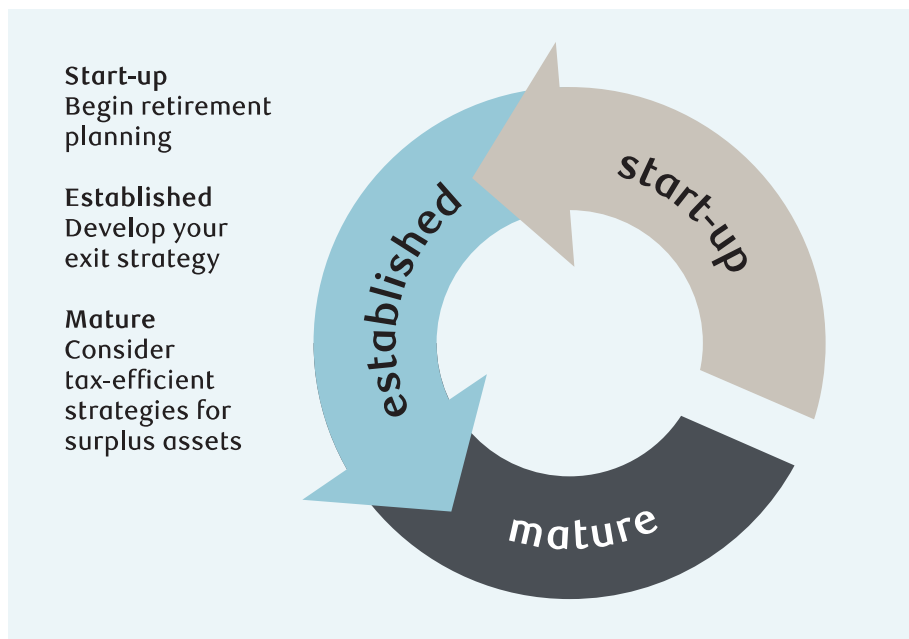 Start-up
Begin retirement
planning
Established
Develop your
exit strategy
Mature
Consider
tax-efficient
strategies for
surplus assets
start-up
established
mature